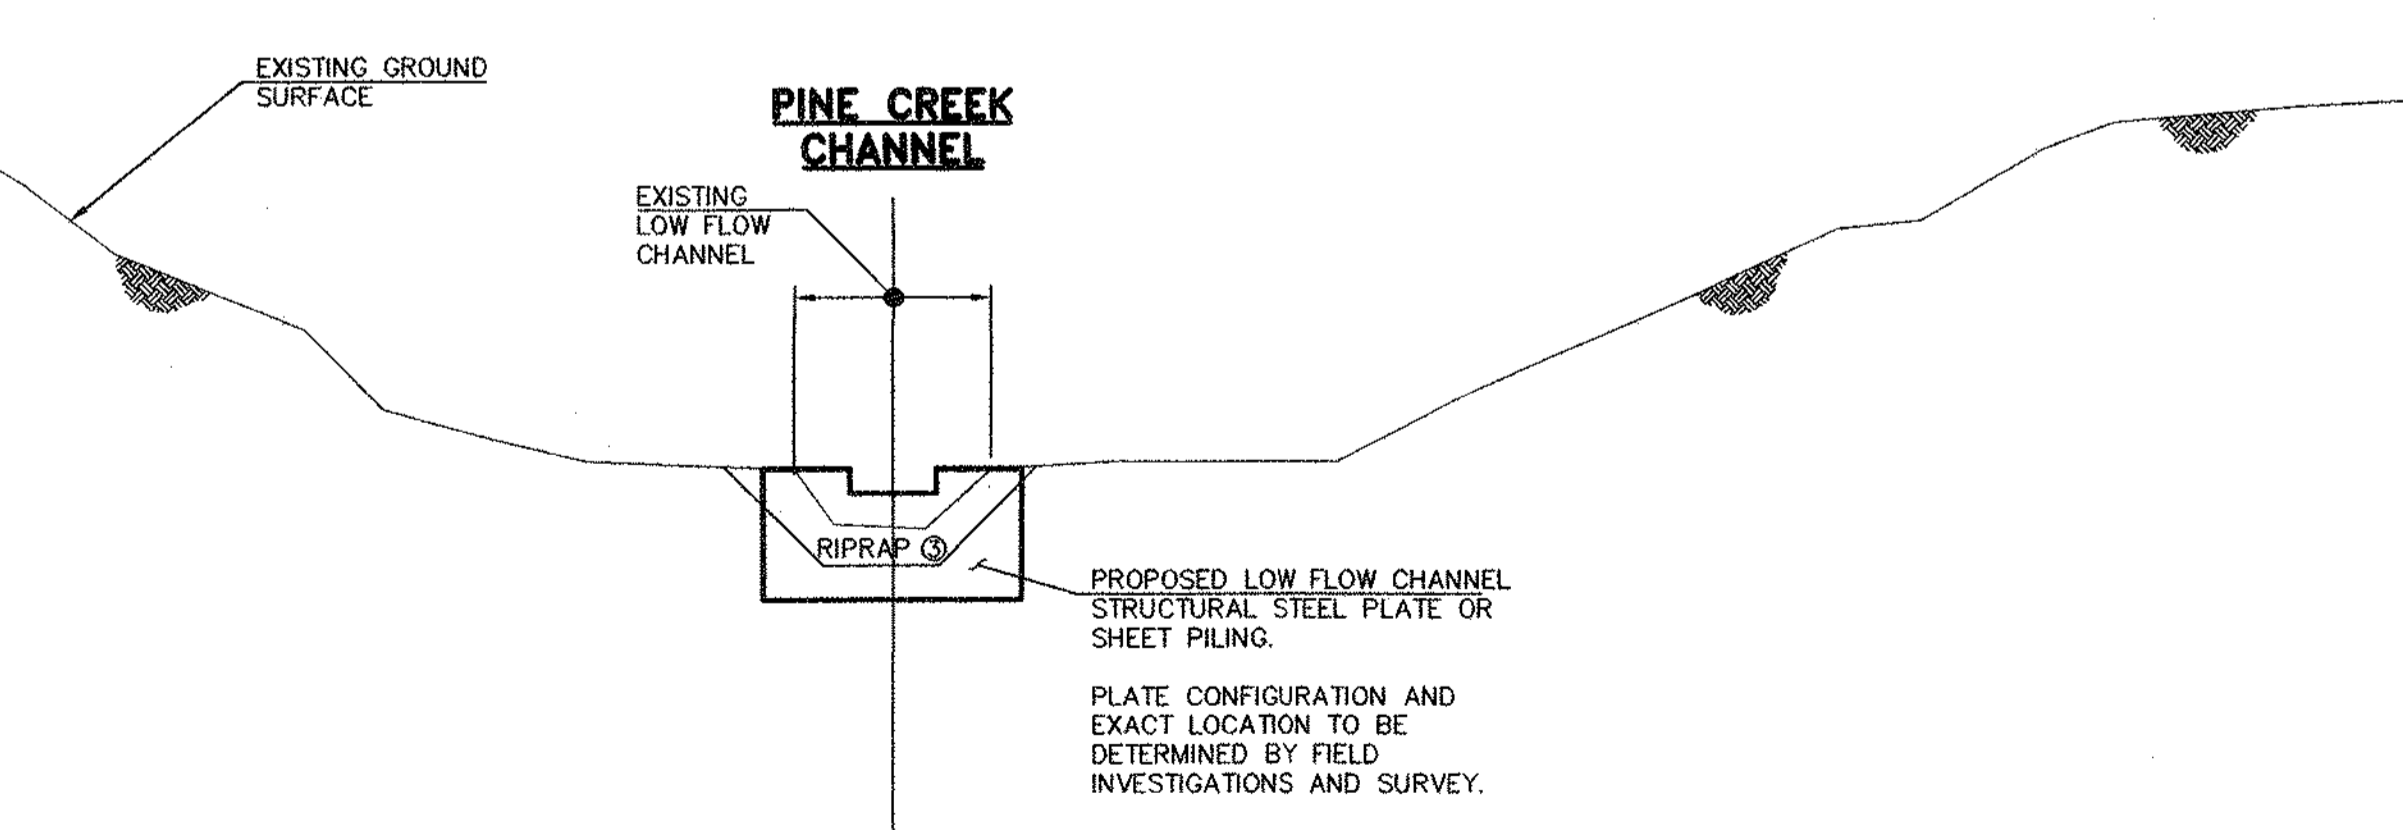 EXISTING GROUND
SURFACE
PINE CREEK
CHANNEL
EXISTING
LOW FLOW
CHANNEL
RIPRAP ③
PROPOSED LOW FLOW CHANNEL
STRUCTURAL STEEL PLATE OR
SHEET PILING.
PLATE CONFIGURATION AND
EXACT LOCATION TO BE
DETERMINED BY FIELD
INVESTIGATIONS AND SURVEY.